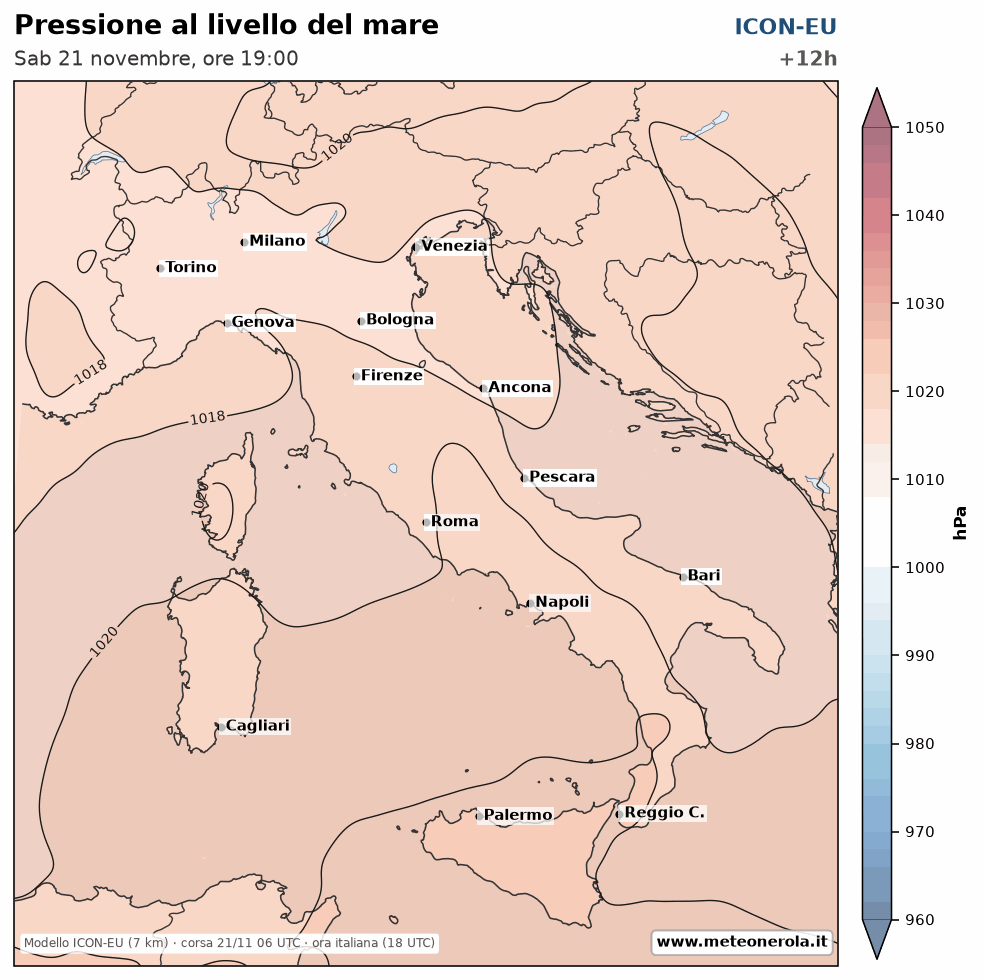 Pressione al livello del mare
ICON-EU
Sab 21 novembre, ore 19:00
+12h
1050
1020
1040
Milano
Venezia
Torino
1030
Genova
Bologna
1018
Firenze
Ancona
1020
1018
Pescara
1010
1020
Roma
hPa
Bari
1000
Napoli
1020
990
Cagliari
980
Palermo
Reggio C.
970
960
Modello ICON-EU (7 km) · corsa 21/11 06 UTC · ora italiana (18 UTC)
www.meteonerola.it